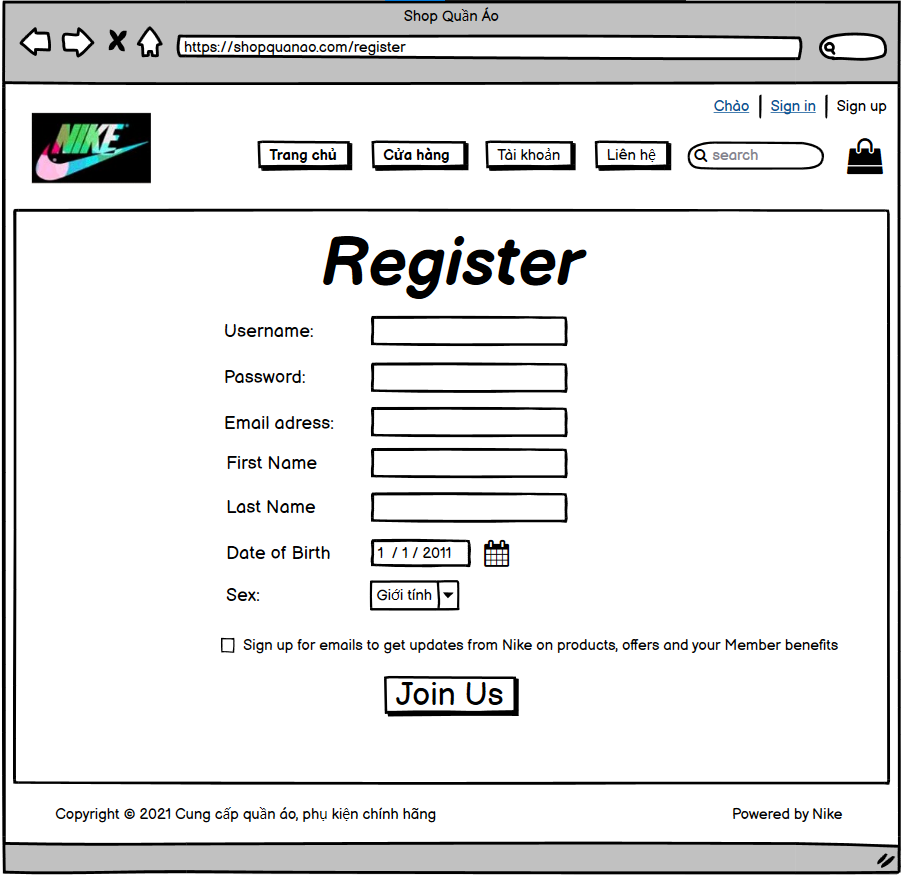 Shop Quần Áo
https://shopquanao.com/register
Chào Sign in Sign up
NIKE
Trang chủ Cửa hàng Tài khoản Liên hệ search
Register
Username:
Password:
Email adress:
First Name
Last Name
Date of Birth 1 / 1 / 2011
Sex: Giới tính
Sign up for emails to get updates from Nike on products, offers and your Member benefits
Join Us
Copyright © 2021 Cung cấp quần áo, phụ kiện chính hãng Powered by Nike